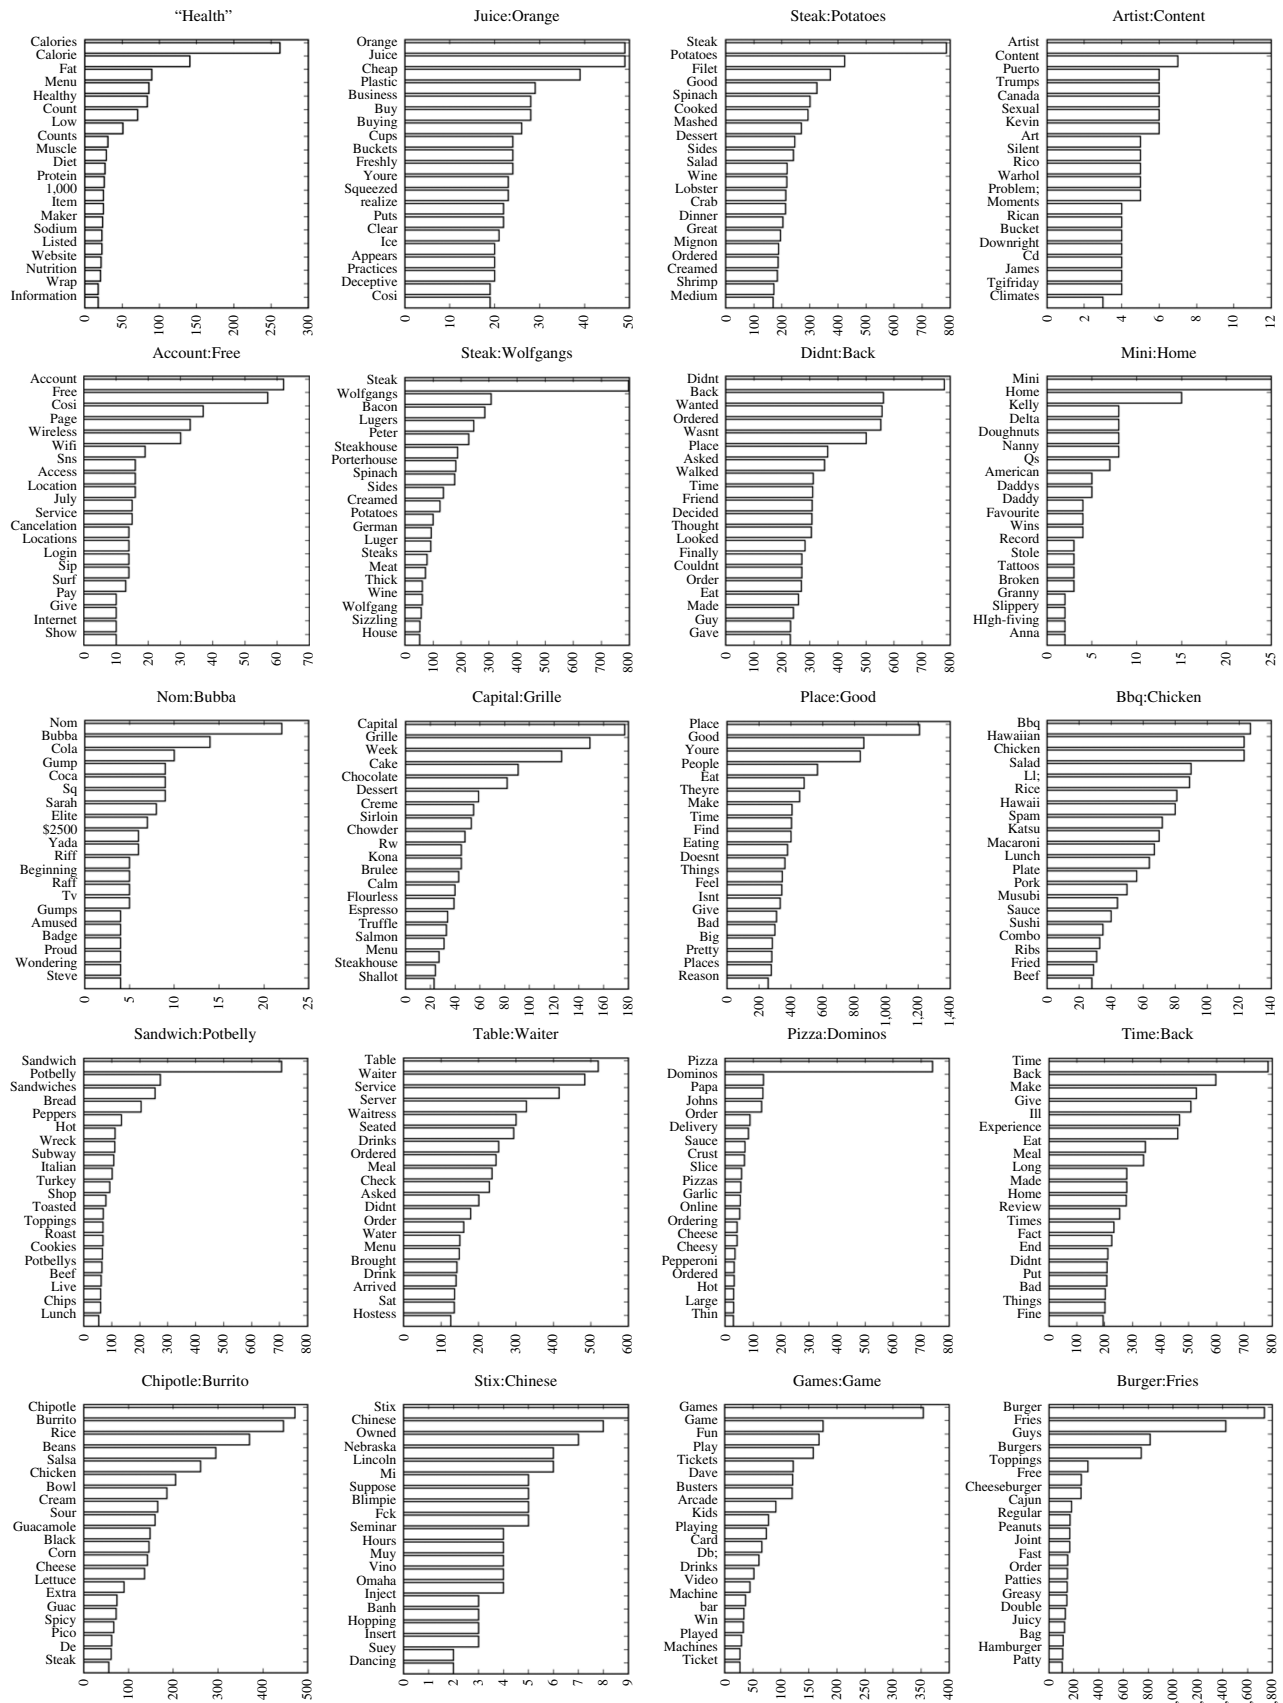 “Health”
Calories
Calorie
Fat
Menu
Healthy
Count
Low
Counts
Muscle
Diet
Protein
1,000
Item
Maker
Sodium
Listed
Website
Nutrition
Wrap
Information
0 50 100 150 200 250 300
Juice:Orange
Orange
Juice
Cheap
Plastic
Business
Buy
Buying
Cups
Buckets
Freshly
Youre
Squeezed
realize
Puts
Clear
Ice
Appears
Practices
Deceptive
Cosi
0 10 20 30 40 50
Steak:Potatoes
Steak
Potatoes
Filet
Good
Spinach
Cooked
Mashed
Dessert
Sides
Salad
Wine
Lobster
Crab
Dinner
Great
Mignon
Ordered
Creamed
Shrimp
Medium
0 100 200 300 400 500 600 700 800
Artist:Content
Artist
Content
Puerto
Trumps
Canada
Sexual
Kevin
Art
Silent
Rico
Warhol
Problem;
Moments
Rican
Bucket
Downright
Cd
James
Tgifriday
Climates
0 2 4 6 8 10 12
Account:Free
Account
Free
Cosi
Page
Wireless
Wifi
Sns
Access
Location
July
Service
Cancelation
Locations
Login
Sip
Surf
Pay
Give
Internet
Show
0 10 20 30 40 50 60 70
Steak:Wolfgangs
Steak
Wolfgangs
Bacon
Lugers
Peter
Steakhouse
Porterhouse
Spinach
Sides
Creamed
Potatoes
German
Luger
Steaks
Meat
Thick
Wine
Wolfgang
Sizzling
House
0 100 200 300 400 500 600 700 800
Didnt:Back
Didnt
Back
Wanted
Ordered
Wasnt
Place
Asked
Walked
Time
Friend
Decided
Thought
Looked
Finally
Couldnt
Order
Eat
Made
Guy
Gave
0 100 200 300 400 500 600 700 800
Mini:Home
Mini
Home
Kelly
Delta
Doughnuts
Nanny
Qs
American
Daddys
Daddy
Favourite
Wins
Record
Stole
Tattoos
Broken
Granny
Slippery
HIgh-fiving
Anna
0 5 10 15 20 25
Nom:Bubba
Nom
Bubba
Cola
Gump
Coca
Sq
Sarah
Elite
$2500
Yada
Riff
Beginning
Raff
Tv
Gumps
Amused
Badge
Proud
Wondering
Steve
0 5 10 15 20 25
Capital:Grille
Capital
Grille
Week
Cake
Chocolate
Dessert
Creme
Sirloin
Chowder
Rw
Kona
Brulee
Calm
Flourless
Espresso
Truffle
Salmon
Menu
Steakhouse
Shallot
0 20 40 60 80 100 120 140 160 180
Place:Good
Place
Good
Youre
People
Eat
Theyre
Make
Time
Find
Eating
Doesnt
Things
Feel
Isnt
Give
Bad
Big
Pretty
Places
Reason
0 200 400 600 800 1,000 1,200 1,400
Bbq:Chicken
Bbq
Hawaiian
Chicken
Salad
Ll;
Rice
Hawaii
Spam
Katsu
Macaroni
Lunch
Plate
Pork
Musubi
Sauce
Sushi
Combo
Ribs
Fried
Beef
0 20 40 60 80 100 120 140
Sandwich:Potbelly
Sandwich
Potbelly
Sandwiches
Bread
Peppers
Hot
Wreck
Subway
Italian
Turkey
Shop
Toasted
Toppings
Roast
Cookies
Potbellys
Beef
Live
Chips
Lunch
0 100 200 300 400 500 600 700 800
Table:Waiter
Table
Waiter
Service
Server
Waitress
Seated
Drinks
Ordered
Meal
Check
Asked
Didnt
Order
Water
Menu
Brought
Drink
Arrived
Sat
Hostess
0 100 200 300 400 500 600
Pizza:Dominos
Pizza
Dominos
Papa
Johns
Order
Delivery
Sauce
Crust
Slice
Pizzas
Garlic
Online
Ordering
Cheese
Cheesy
Pepperoni
Ordered
Hot
Large
Thin
0 100 200 300 400 500 600 700 800
Time:Back
Time
Back
Make
Give
Ill
Experience
Eat
Meal
Long
Made
Home
Review
Times
Fact
End
Didnt
Put
Bad
Things
Fine
0 100 200 300 400 500 600 700 800
Chipotle:Burrito
Chipotle
Burrito
Rice
Beans
Salsa
Chicken
Bowl
Cream
Sour
Guacamole
Black
Corn
Cheese
Lettuce
Extra
Guac
Spicy
Pico
De
Steak
0 100 200 300 400 500
Stix:Chinese
Stix
Chinese
Owned
Nebraska
Lincoln
Mi
Suppose
Blimpie
Fck
Seminar
Hours
Muy
Vino
Omaha
Inject
Banh
Hopping
Insert
Suey
Dancing
0 1 2 3 4 5 6 7 8 9
Games:Game
Games
Game
Fun
Play
Tickets
Dave
Busters
Arcade
Kids
Playing
Card
Db;
Drinks
Video
Machine
bar
Win
Played
Machines
Ticket
0 100 200 300 400
Burger:Fries
Burger
Fries
Guys
Burgers
Toppings
Free
Cheeseburger
Cajun
Regular
Peanuts
Joint
Fast
Order
Patties
Greasy
Double
Juicy
Bag
Hamburger
Patty
0 200 400 600 800